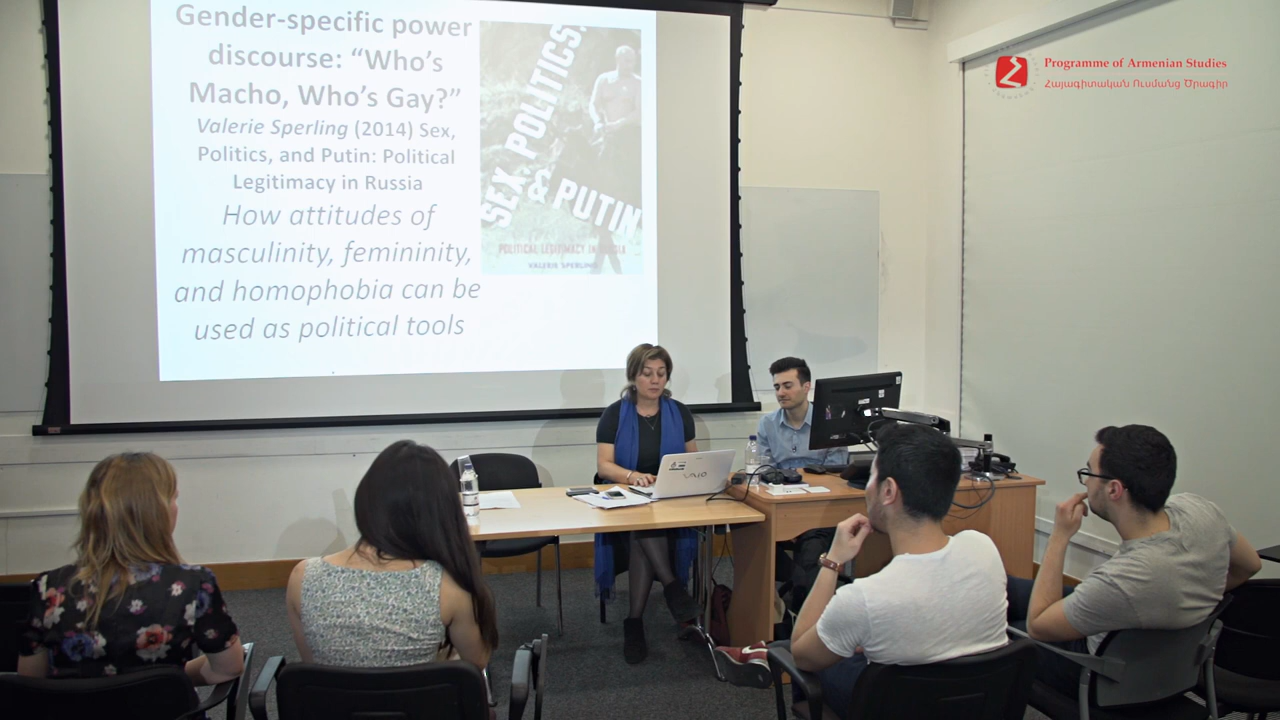 Gender-specific power
discourse: “Who’s
Macho, Who’s Gay?”
Valerie Sperling (2014) Sex,
Politics, and Putin: Political
Legitimacy in Russia
How attitudes of
masculinity, femininity,
and homophobia can be
used as political tools
SEX, POLITICS,
& PUTIN
POLITICAL LEGITIMACY IN RUSSIA
VALERIE SPERLING
Programme of Armenian Studies
Հայագիտական Ուսմանց Ծրագիր
VAIO